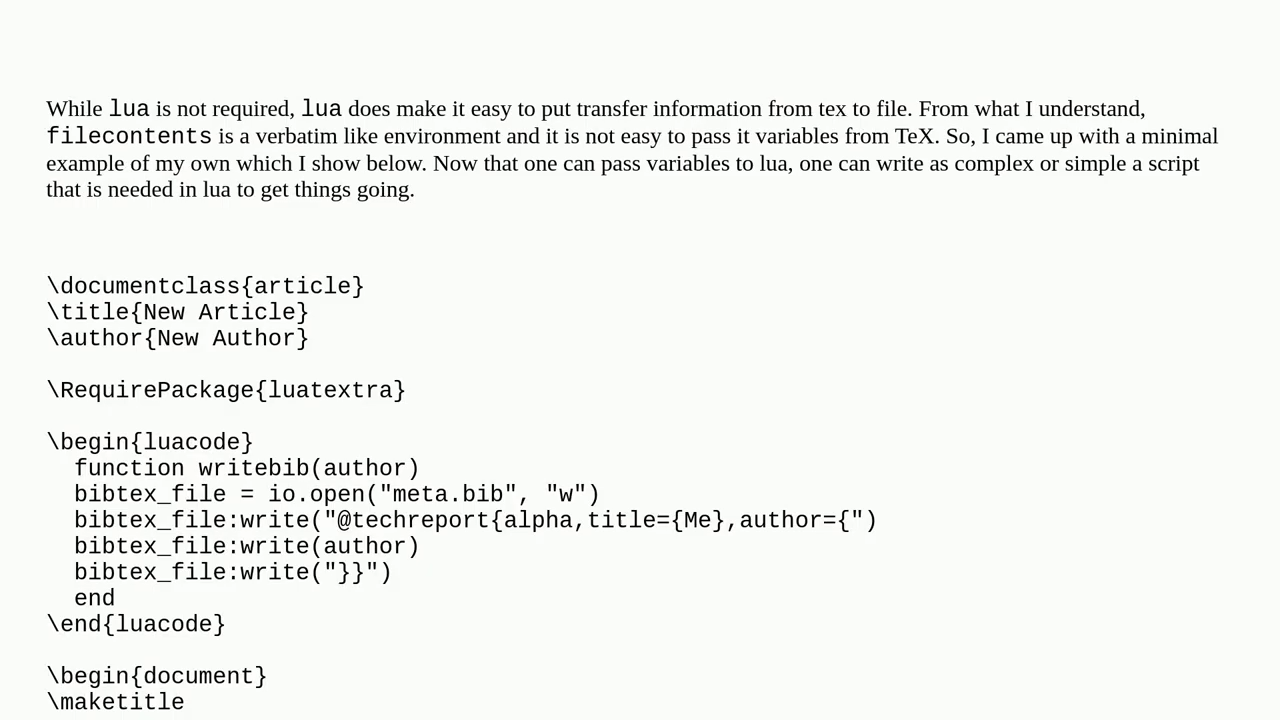 While lua is not required, lua does make it easy to put transfer information from tex to file. From what I understand,
filecontents is a verbatim like environment and it is not easy to pass it variables from TeX. So, I came up with a minimal
example of my own which I show below. Now that one can pass variables to lua, one can write as complex or simple a script
that is needed in lua to get things going.
\documentclass{article}
\title{New Article}
\author{New Author}
\RequirePackage{luatextra}
\begin{luacode}
  function writebib(author)
  bibtex_file = io.open("meta.bib", "w")
  bibtex_file:write("@techreport{alpha,title={Me},author={")
  bibtex_file:write(author)
  bibtex_file:write("}}")
  end
\end{luacode}
\begin{document}
\maketitle